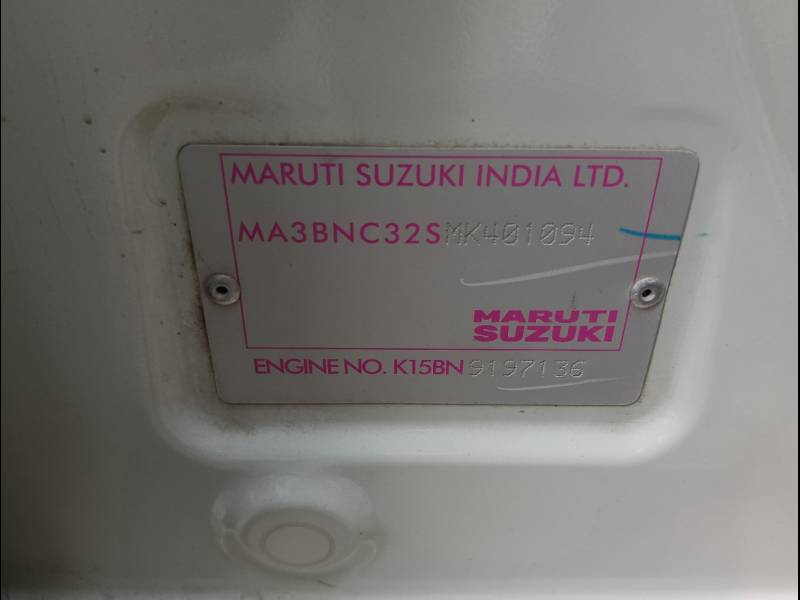 MARUTI SUZUKI INDIA LTD.
MA3BNC32SMK401094
MARUTI
SUZUKI
ENGINE NO. K15BN9197136